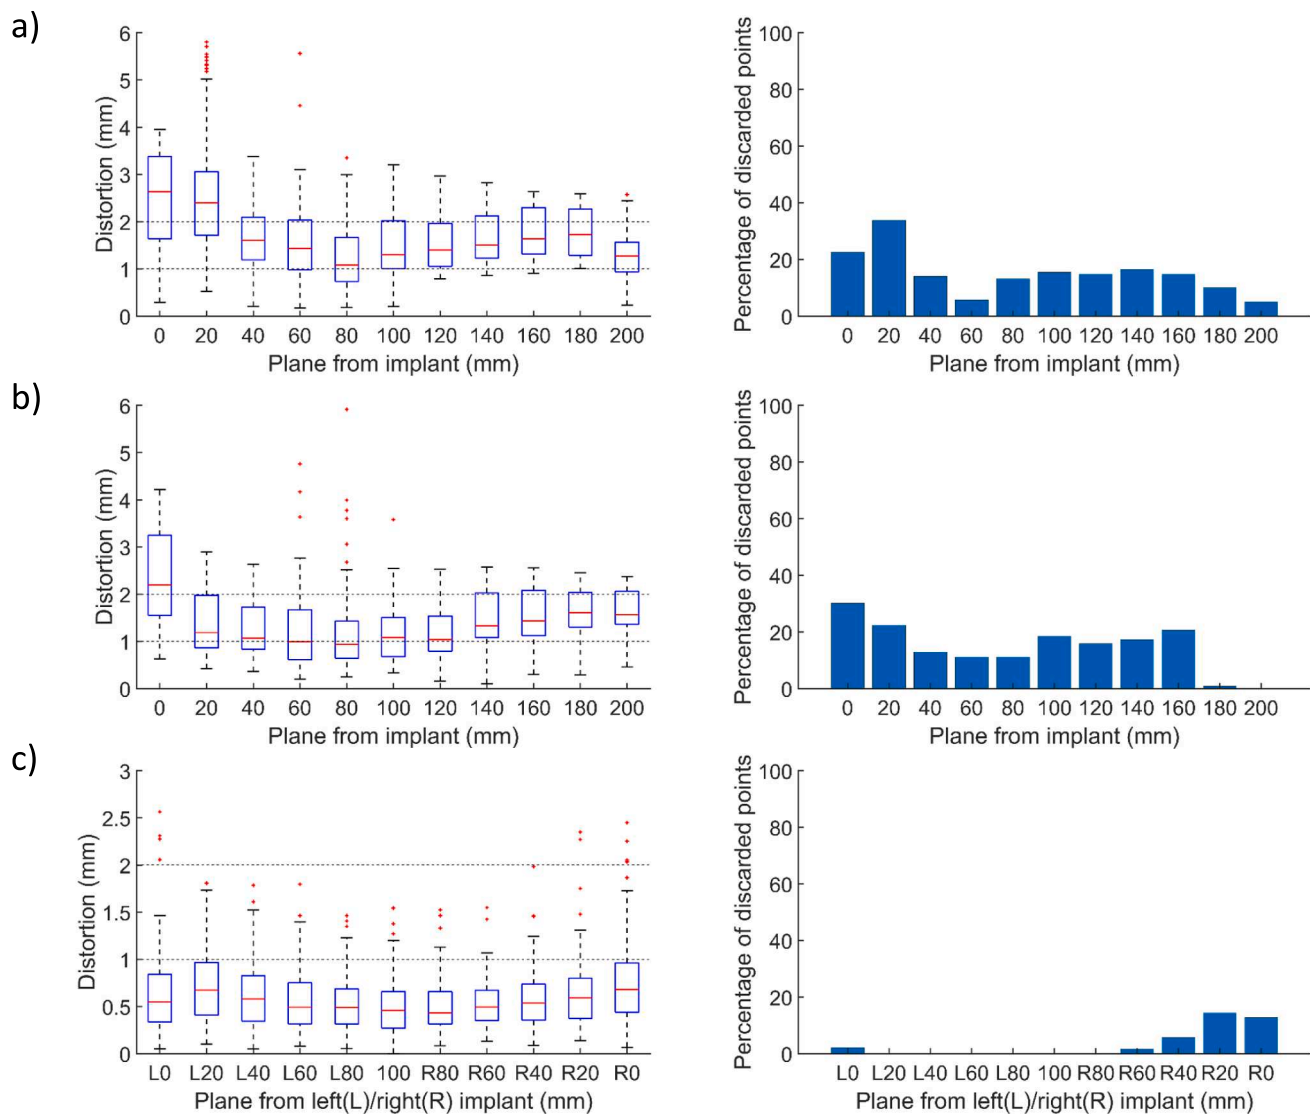 a)
6
5
4
3
2
1
0
Distortion (mm)
0 20 40 60 80 100 120 140 160 180 200
Plane from implant (mm)
100
80
60
40
20
0
Percentage of discarded points
0 20 40 60 80 100 120 140 160 180 200
Plane from implant (mm)
b)
6
5
4
3
2
1
0
Distortion (mm)
0 20 40 60 80 100 120 140 160 180 200
Plane from implant (mm)
100
80
60
40
20
0
Percentage of discarded points
0 20 40 60 80 100 120 140 160 180 200
Plane from implant (mm)
c)
3
2.5
2
1.5
1
0.5
0
Distortion (mm)
L0 L20 L40 L60 L80 100 R80 R60 R40 R20 R0
Plane from left(L)/right(R) implant (mm)
100
80
60
40
20
0
Percentage of discarded points
L0 L20 L40 L60 L80 100 R80 R60 R40 R20 R0
Plane from left(L)/right(R) implant (mm)